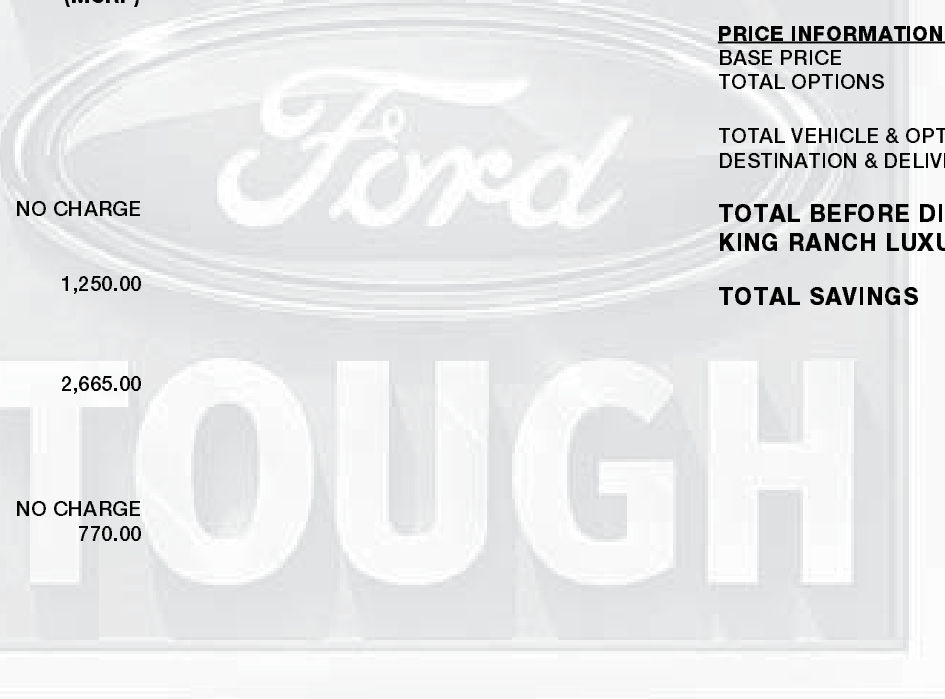 (MSRP)
NO CHARGE
1,250.00
2,665.00
NO CHARGE
770.00
PRICE INFORMATION
BASE PRICE
TOTAL OPTIONS
TOTAL VEHICLE & OPT
DESTINATION & DELIV
TOTAL BEFORE DI
KING RANCH LUXU
TOTAL SAVINGS
Ford
TOUGH